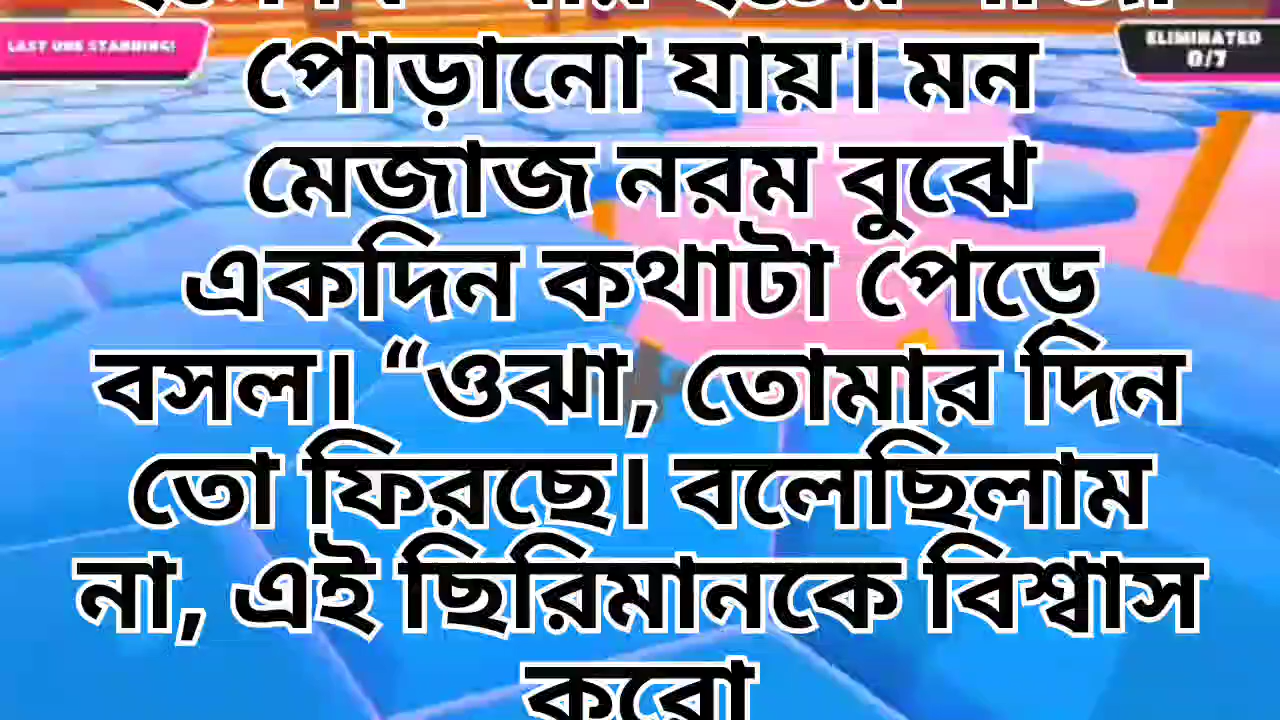 LAST ONE STANDING!
ELIMINATED
0/7
পোড়ানো যায়। মন
মেজাজ নরম বুঝে
একদিন কথাটা পেড়ে
বসল। “ওঝা, তোমার দিন
তো ফিরছে। বলেছিলাম
না, এই ছিরিমানকে বিশ্বাস
করো